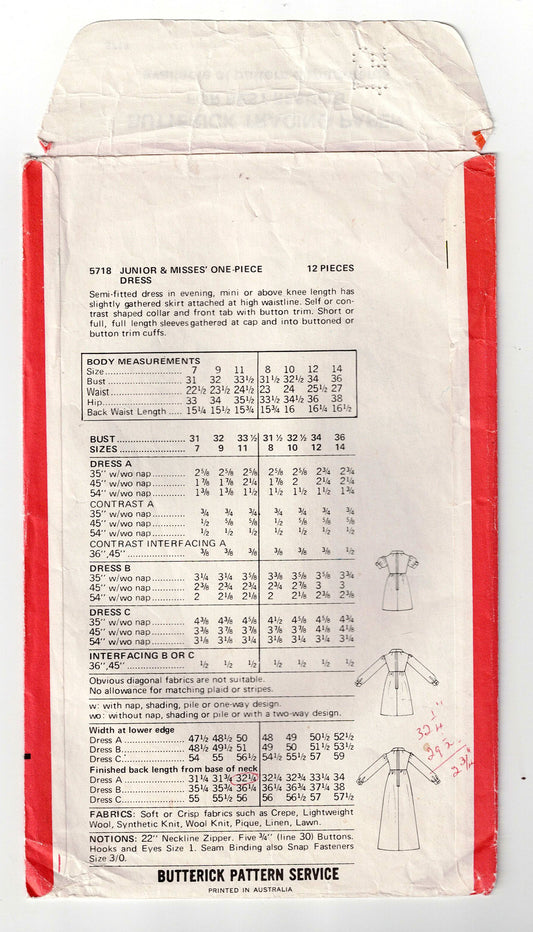 5718 JUNIOR & MISSES' ONE-PIECE DRESS 12 PIECES
Semi-fitted dress in evening, mini or above knee length has
slightly gathered skirt attached at high waistline. Self or con-
trast shaped collar and front tab with button trim. Short or
full, full length sleeves gathered at cap and into buttoned or
button trim cuffs.
BODY MEASUREMENTS
Size 7 9 11 8 10 12 14
Bust 31 32 33½ 31½ 32½ 34 36
Waist 22½ 23½ 24½ 23 24 25½ 27
Hip 33 34 35½ 33½ 34½ 36 38
Back Waist Length 15¼ 15½ 15¾ 15¾ 16 16¼ 16½
BUST 31 32 33 ½ 31 ½ 32 ½ 34 36
SIZES 7 9 11 8 10 12 14
DRESS A
35" w/wo nap 2⅝ 2⅝ 2⅝ 2⅝ 2⅝ 2¾ 2¾
45" w/wo nap 1⅞ 1⅞ 2¼ 1⅞ 2 2¼ 2¼
54" w/wo nap 1⅜ 1⅜ 1½ 1½ 1½ 1½ 1¾
CONTRAST A
35" w/wo nap ¾ ¾ ¾ ¾ ¾ ¾ ¾
45" w/wo nap ½ ⅝ ⅝ ½ ⅝ ⅝ ⅝
54" w/wo nap ½ ½ ½ ½ ½ ½ ½
CONTRAST INTERFACING A
36",45" ⅜ ⅜ ⅜ ⅜ ⅜ ⅜ ½
DRESS B
35" w/wo nap 3¼ 3¼ 3⅝ 3⅜ 3⅝ 3⅝ 3¾
45" w/wo nap 2⅜ 2¾ 2¾ 2¾ 2⅞ 3 3
54" w/wo nap 2 2⅛ 2⅛ 2 2⅛ 2⅜ 2⅜
DRESS C
35" w/wo nap 4⅜ 4⅜ 4⅝ 4½ 4⅝ 4⅝ 4¾
45" w/wo nap 3⅜ 3⅞ 3⅞ 3⅞ 3⅞ 4⅛ 4⅛
54" w/wo nap 3⅛ 3⅛ 3¼ 3⅛ 3¼ 3¼ 3¼
INTERFACING B OR C
36",45" ½ ½ ½ ½ ½ ½ ½
Obvious diagonal fabrics are not suitable.
No allowance for matching plaid or stripes.
w: with nap, shading, pile or one-way design.
wo: without nap, shading or pile or with a two-way design.
Width at lower edge
Dress A 47½ 48½ 50 48 49 50½ 52½
Dress B 48½ 49½ 51 49 50 51½ 53½
Dress C 54 55 56½ 54½ 55½ 57 59
Finished back length from base of neck
Dress A 31¼ 31¾ 32¼ 32¼ 32¾ 33¼ 34
Dress B 35¼ 35¾ 36¼ 36¼ 36¾ 37¼ 38
Dress C 55 55½ 56 56 56½ 57 57½
FABRICS: Soft or Crisp fabrics such as Crepe, Lightweight
Wool, Synthetic Knit, Wool Knit, Pique, Linen, Lawn.
NOTIONS: 22" Neckline Zipper. Five ¾" (line 30) Buttons.
Hooks and Eyes Size 1. Seam Binding also Snap Fasteners
Size 3/0.
BUTTERICK PATTERN SERVICE
PRINTED IN AUSTRALIA